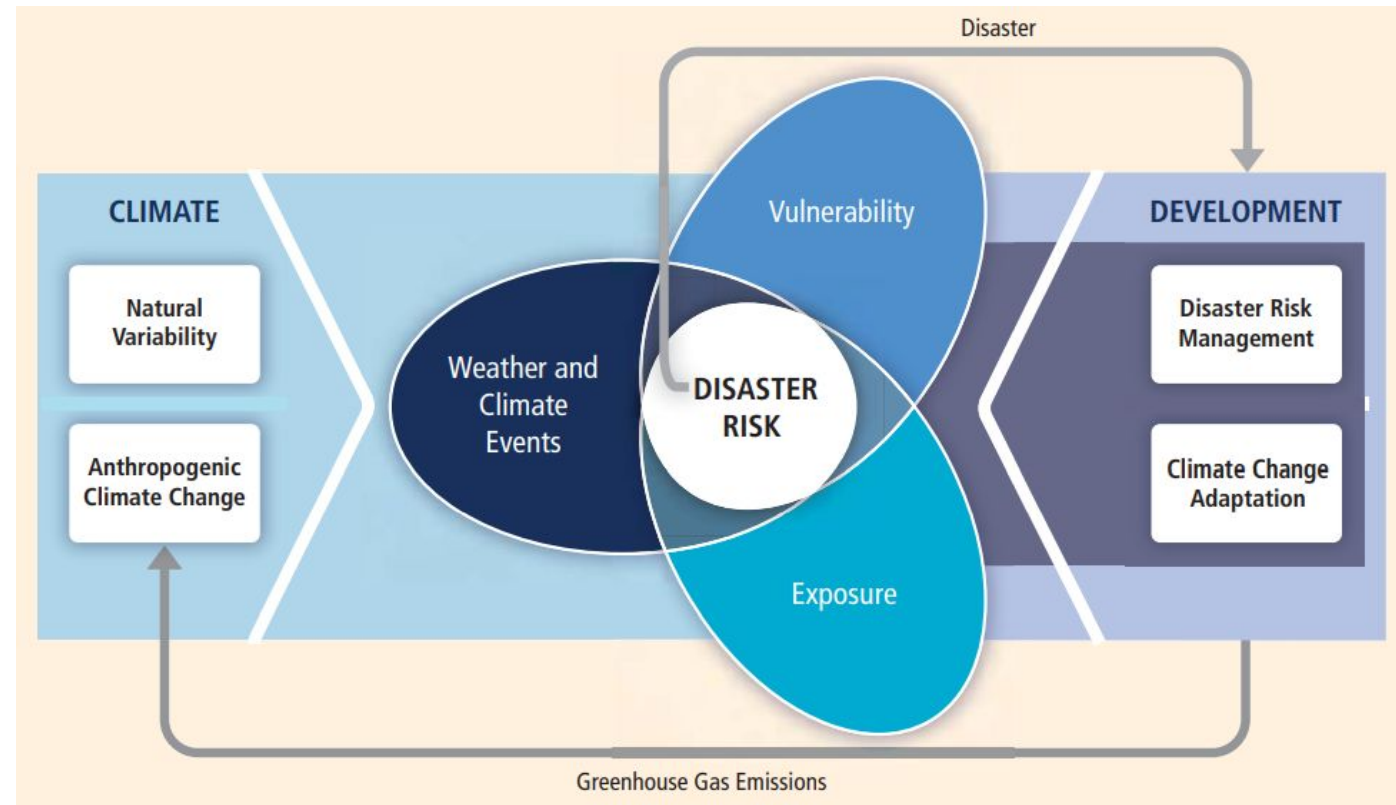 Disaster
CLIMATE
Natural
Variability
Anthropogenic
Climate Change
Weather and
Climate
Events
Vulnerability
DISASTER
RISK
Exposure
DEVELOPMENT
Disaster Risk
Management
Climate Change
Adaptation
Greenhouse Gas Emissions